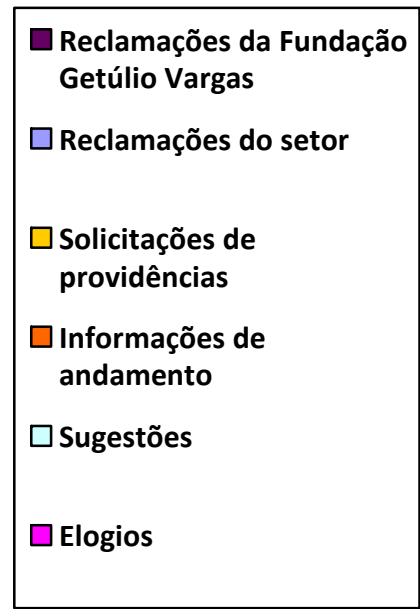 Reclamações da Fundação
Getúlio Vargas
Reclamações do setor
Solicitações de
providências
Informações de
andamento
Sugestões
Elogios